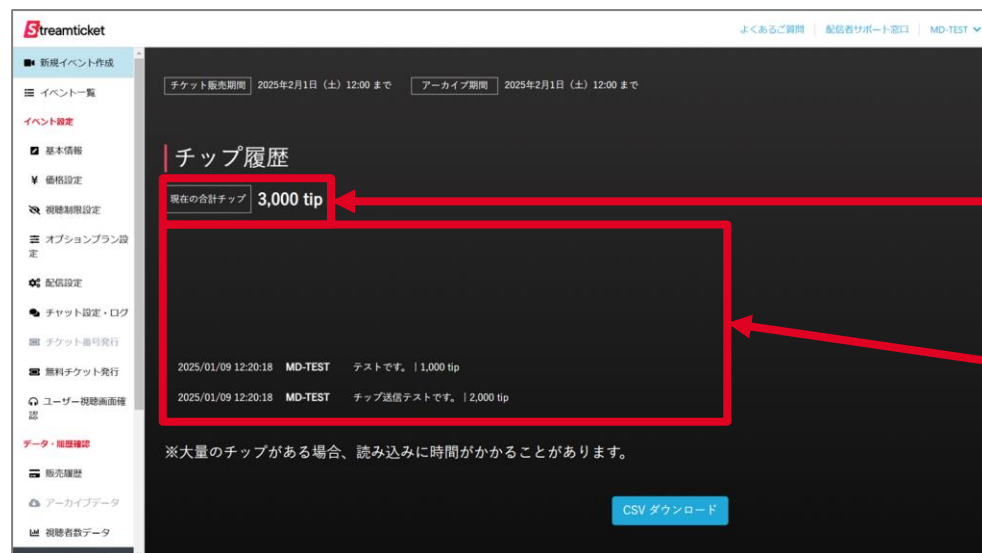 Streamticket
よくあるご質問 配信者サポート窓口 MD-TEST
新規イベント作成
イベント一覧
イベント設定
基本情報
価格設定
視聴制限設定
オプションプラン設
定
配信設定
チャット設定・ログ
チケット番号発行
無料チケット発行
ユーザー視聴画面確
認
データ・履歴確認
販売履歴
アーカイブデータ
視聴者数データ
チケット販売期間 2025年2月1日（土）12:00 まで アーカイブ期間 2025年2月1日（土）12:00 まで
チップ履歴
現在の合計チップ 3,000 tip
2025/01/09 12:20:18 MD-TEST テストです。 | 1,000 tip
2025/01/09 12:20:18 MD-TEST チップ送信テストです。 | 2,000 tip
※大量のチップがある場合、読み込みに時間がかかることがあります。
CSV ダウンロード